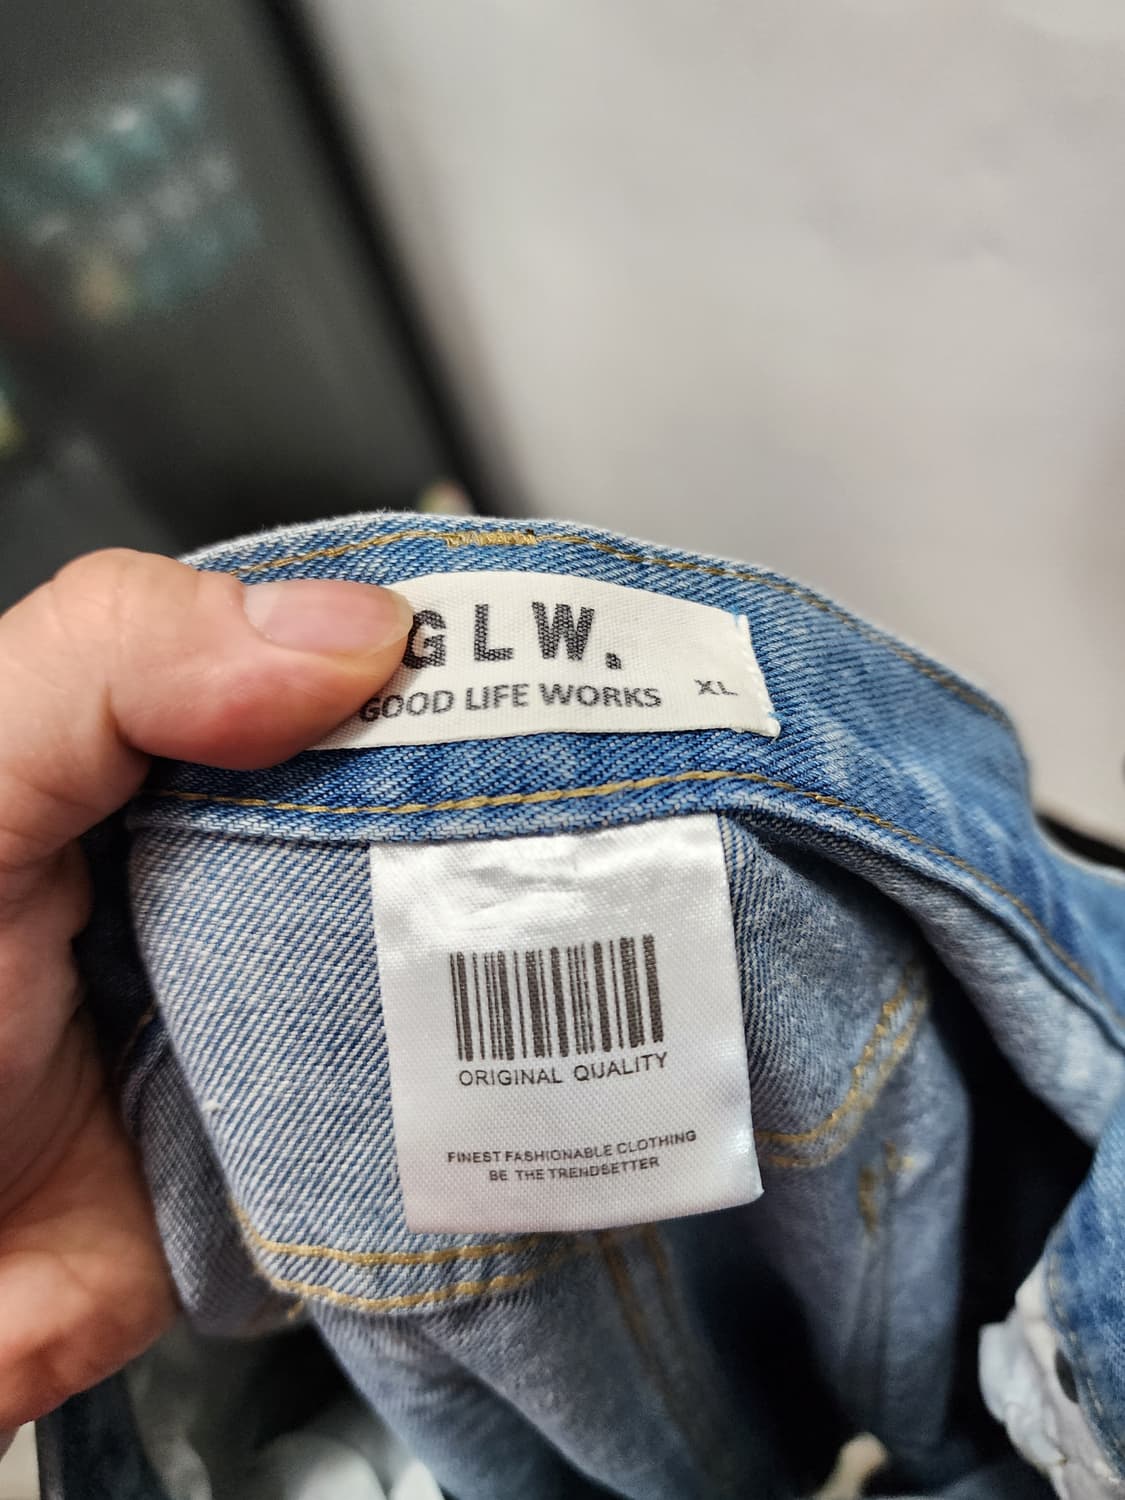 GLW.
GOOD LIFE WORKS
XL
ORIGINAL QUALITY
FINEST FASHIONABLE CLOTHING
BE THE TRENDSETTER